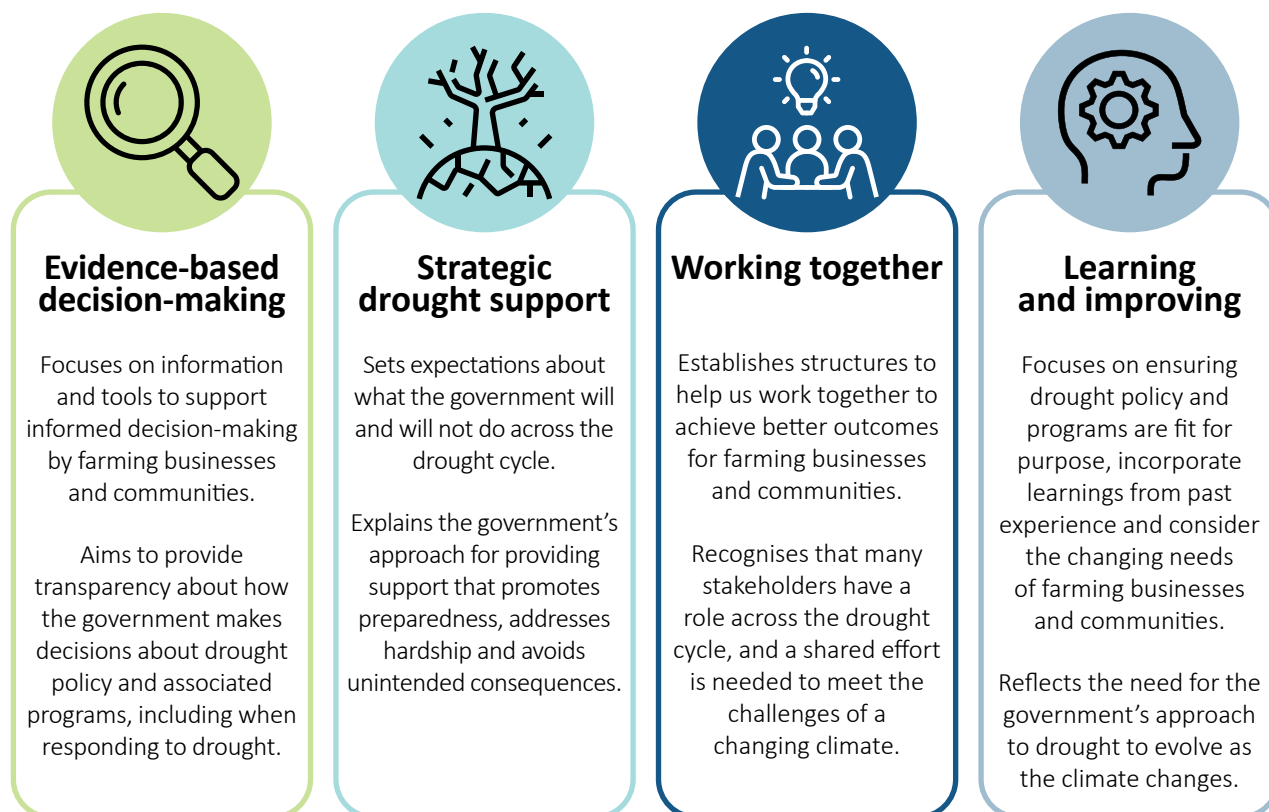 Evidence-based
decision-making
Focuses on information
and tools to support
informed decision-making
by farming businesses
and communities.
Aims to provide
transparency about how
the government makes
decisions about drought
policy and associated
programs, including when
responding to drought.
Strategic
drought support
Sets expectations about
what the government will
and will not do across the
drought cycle.
Explains the government’s
approach for providing
support that promotes
preparedness, addresses
hardship and avoids
unintended consequences.
Working together
Establishes structures to
help us work together to
achieve better outcomes
for farming businesses
and communities.
Recognises that many
stakeholders have a
role across the drought
cycle, and a shared effort
is needed to meet the
challenges of a
changing climate.
Learning
and improving
Focuses on ensuring
drought policy and
programs are fit for
purpose, incorporate
learnings from past
experience and consider
the changing needs
of farming businesses
and communities.
Reflects the need for the
government’s approach
to drought to evolve as
the climate changes.